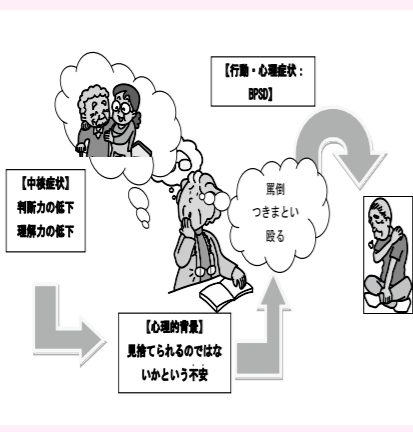 【行動・心理症状：
BPSD】
【中核症状】
判断力の低下
理解力の低下
罵倒
つきまとい
殴る
【心理的背景】
見捨てられるのではな
いかという不安